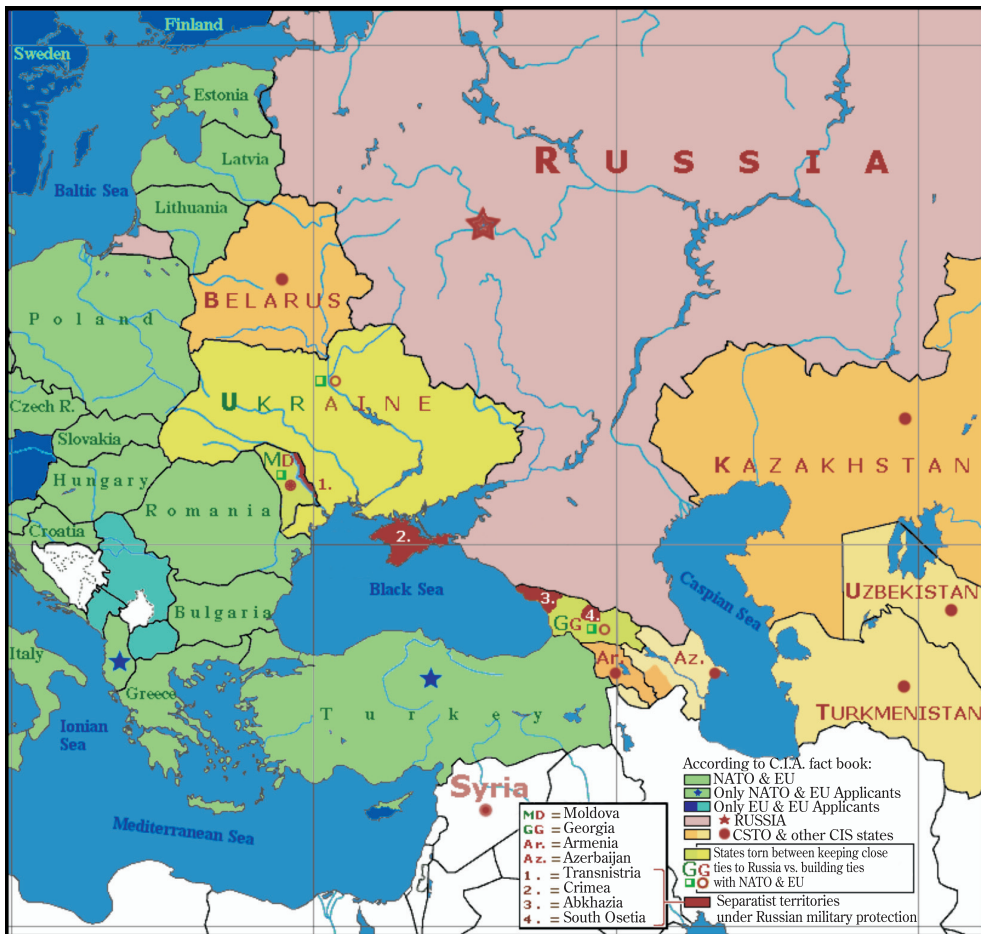 Finland
Sweden
Estonia
RUSSIA
Latvia
Baltic Sea
Lithuania
BELARUS
Poland
UKRAINE
Czech R.
Slovakia
MD
KAZAKHSTAN
Hungary
1.
Romania
Croatia
2.
Black Sea
Caspian Sea
UZBEKISTAN
3.
4.
Bulgaria
GG
Italy
Ar.
Az.
Greece
Turkey
TURKMENISTAN
Ionian
Sea
Syria
Mediterranean Sea
MD = Moldova
GG = Georgia
Ar. = Armenia
Az. = Azerbaijan
1. = Transnistria
2. = Crimea
3. = Abkhazia
4. = South Osetia
According to C.I.A. fact book:
NATO & EU
Only NATO & EU Applicants
Only EU & EU Applicants
RUSSIA
CSTO & other CIS states
States torn between keeping close
GG ties to Russia vs. building ties
with NATO & EU
Separatist territories
under Russian military protection